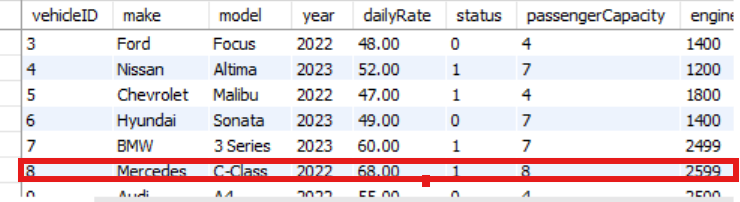 vehicleID make model year dailyRate status passengerCapacity engine
3 Ford Focus 2022 48.00 0 4 1400
4 Nissan Altima 2023 52.00 1 7 1200
5 Chevrolet Malibu 2022 47.00 1 4 1800
6 Hyundai Sonata 2023 49.00 0 7 1400
7 BMW 3 Series 2023 60.00 1 7 2499
8 Mercedes C-Class 2022 68.00 1 8 2599
9 Audi A4 2022 55.00 0 4